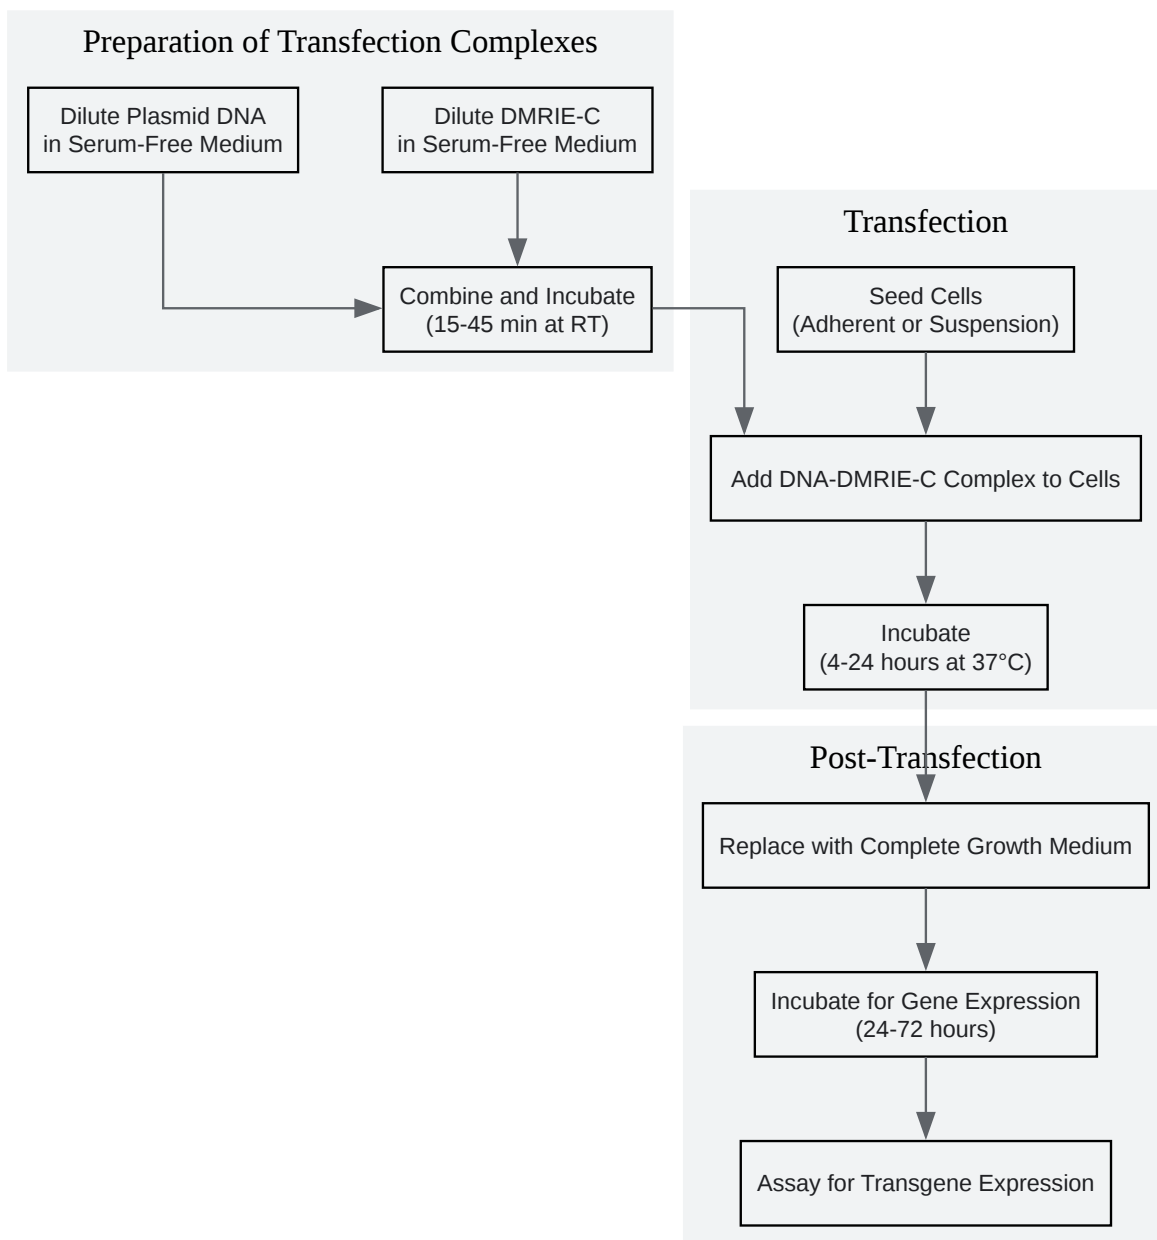 Preparation of Transfection Complexes
Dilute Plasmid DNA
in Serum-Free Medium
Dilute DMRIE-C
in Serum-Free Medium
Combine and Incubate
(15-45 min at RT)
Transfection
Seed Cells
(Adherent or Suspension)
Add DNA-DMRIE-C Complex to Cells
Incubate
(4-24 hours at 37°C)
Post-Transfection
Replace with Complete Growth Medium
Incubate for Gene Expression
(24-72 hours)
Assay for Transgene Expression